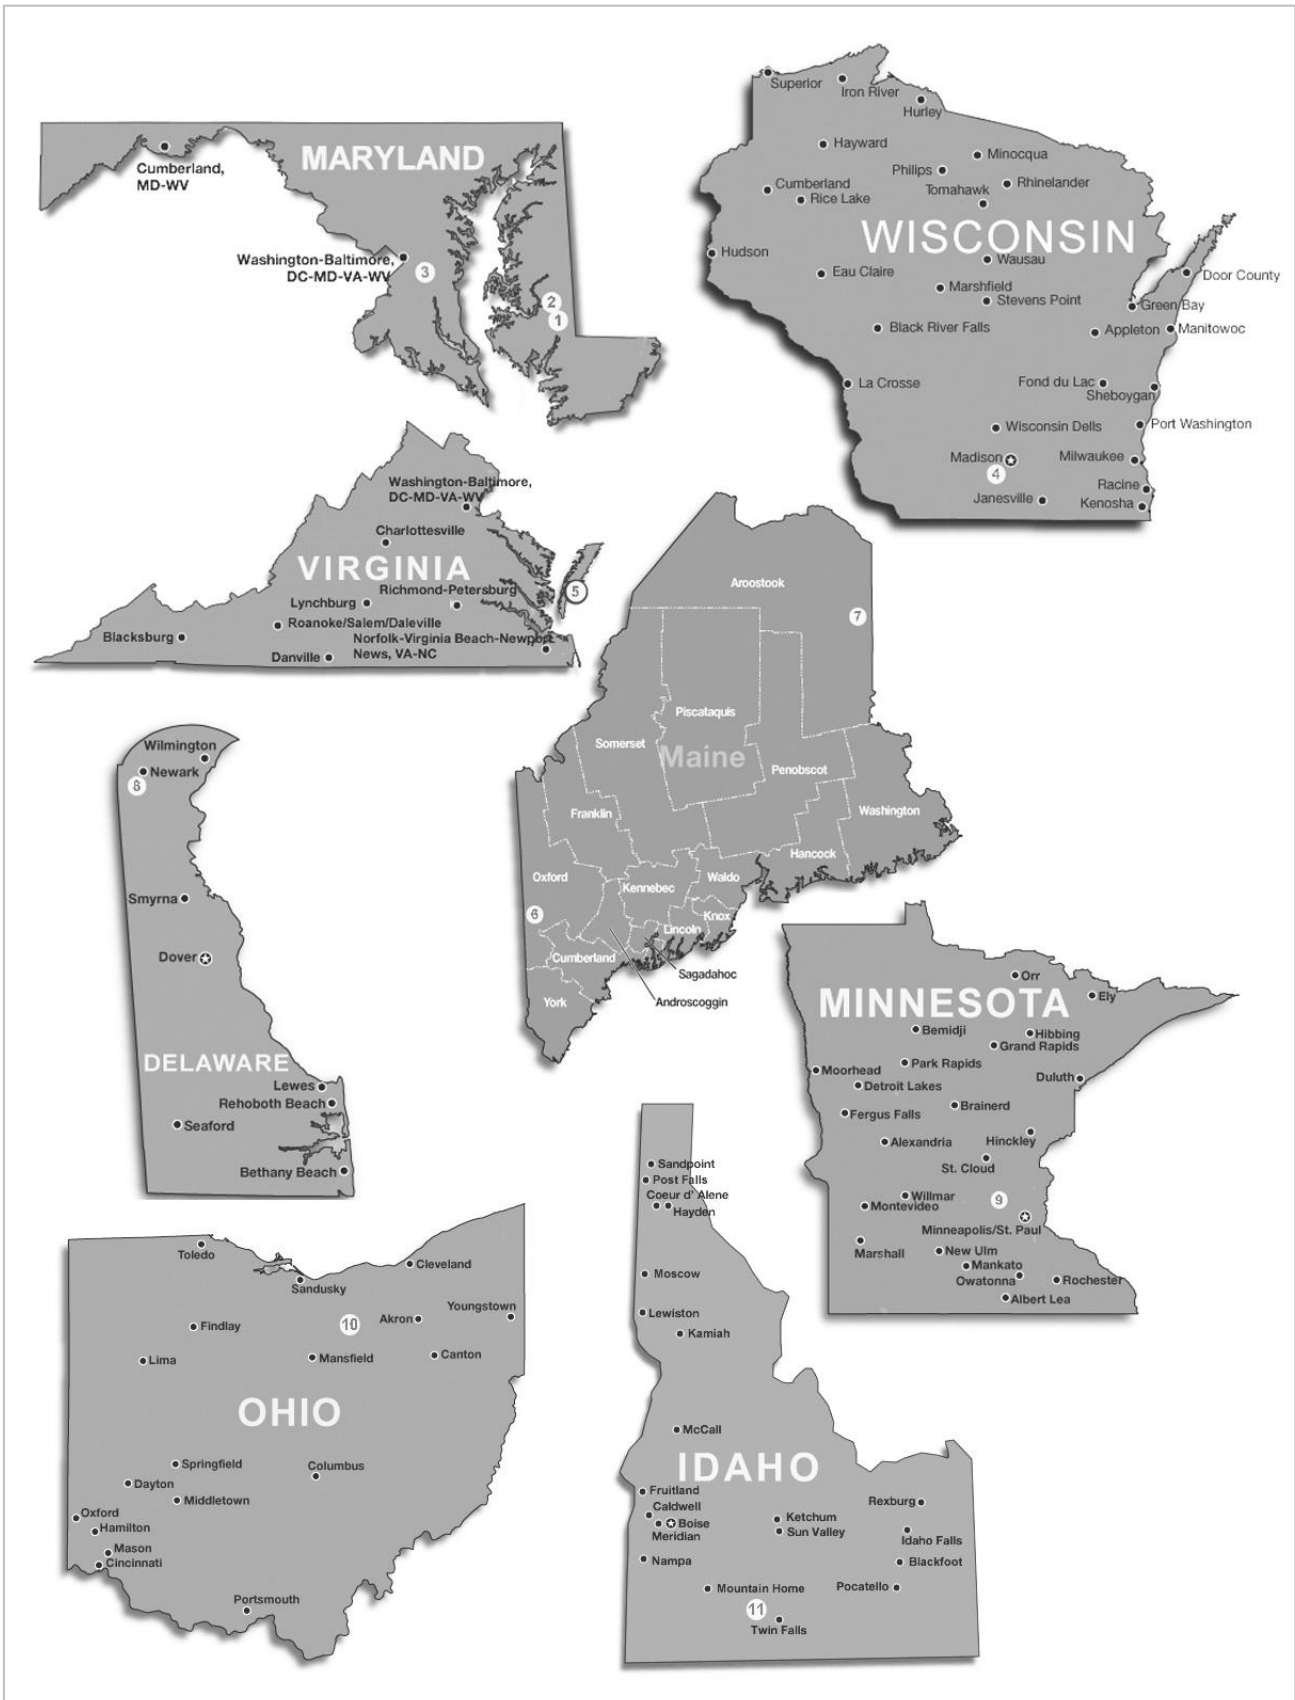 MARYLAND
Cumberland,
MD-WV
Washington-Baltimore,
DC-MD-VA-WV
3
2
1
WISCONSIN
Superior
Iron River
Hurley
Hayward
Minocqua
Philips
Rhinelander
Cumberland
Tomahawk
Rice Lake
Hudson
Wausau
Eau Claire
Door County
Marshfield
Stevens Point
Green Bay
Black River Falls
Appleton
Manitowoc
La Crosse
Fond du Lac
Sheboygan
Wisconsin Dells
Port Washington
Madison
Milwaukee
4
Racine
Janesville
Kenosha
VIRGINIA
Washington-Baltimore,
DC-MD-VA-WV
Charlottesville
Richmond-Petersburg
5
Lynchburg
Roanoke/Salem/Daleville
Blacksburg
Norfolk-Virginia Beach-Newport
News, VA-NC
Danville
Maine
Aroostook
7
Piscataquis
Somerset
Penobscot
Franklin
Washington
Hancock
Oxford
Kennebec
Waldo
6
Knox
Lincoln
Cumberland
Sagadahoc
York
Androscoggin
DELAWARE
Wilmington
Newark
8
Smyrna
Dover
Lewes
Rehoboth Beach
Seaford
Bethany Beach
MINNESOTA
Orr
Ely
Bemidji
Hibbing
Grand Rapids
Park Rapids
Moorhead
Duluth
Detroit Lakes
Brainerd
Fergus Falls
Alexandria
Hinckley
St. Cloud
Willmar
9
Montevideo
Minneapolis/St. Paul
Marshall
New Ulm
Mankato
Owatonna
Rochester
Albert Lea
OHIO
Toledo
Cleveland
Sandusky
Youngstown
Findlay
10
Akron
Lima
Mansfield
Canton
Springfield
Columbus
Dayton
Middletown
Oxford
Hamilton
Mason
Cincinnati
Portsmouth
IDAHO
Sandpoint
Post Falls
Coeur d' Alene
Hayden
Moscow
Lewiston
Kamiah
McCall
Fruitland
Caldwell
Boise
Meridian
Rexburg
Ketchum
Sun Valley
Idaho Falls
Nampa
Blackfoot
Mountain Home
Pocatello
11
Twin Falls